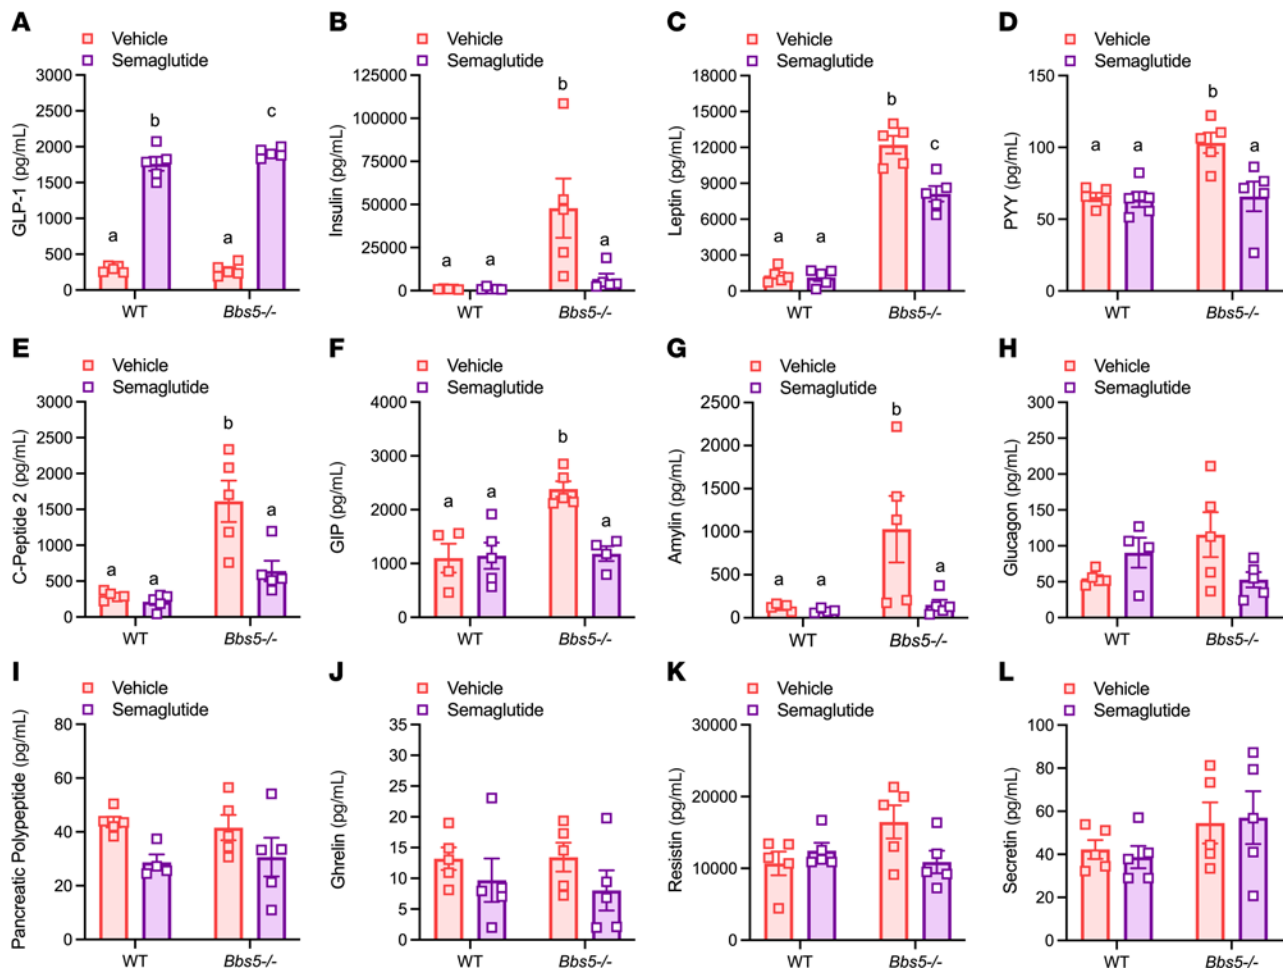 A
Vehicle
Semaglutide
GLP-1 (pg/mL)
3000
2500
2000
1500
1000
500
0
a
b
a
c
WT
Bbs5-/-
B
Vehicle
Semaglutide
Insulin (pg/mL)
125000
100000
75000
50000
25000
0
a
a
b
a
WT
Bbs5-/-
C
Vehicle
Semaglutide
Leptin (pg/mL)
18000
15000
12000
9000
6000
3000
0
a
a
b
c
WT
Bbs5-/-
D
Vehicle
Semaglutide
PYY (pg/mL)
150
100
50
0
a
a
b
a
WT
Bbs5-/-
E
Vehicle
Semaglutide
C-Peptide 2 (pg/mL)
3000
2500
2000
1500
1000
500
0
a
a
b
a
WT
Bbs5-/-
F
Vehicle
Semaglutide
GIP (pg/mL)
4000
3000
2000
1000
0
a
a
b
a
WT
Bbs5-/-
G
Vehicle
Semaglutide
Amylin (pg/mL)
2500
2000
1500
1000
500
0
a
a
b
a
WT
Bbs5-/-
H
Vehicle
Semaglutide
Glucagon (pg/mL)
300
250
200
150
100
50
0
WT
Bbs5-/-
I
Vehicle
Semaglutide
Pancreatic Polypeptide (pg/mL)
80
60
40
20
0
WT
Bbs5-/-
J
Vehicle
Semaglutide
Ghrelin (pg/mL)
35
30
25
20
15
10
5
0
WT
Bbs5-/-
K
Vehicle
Semaglutide
Resistin (pg/mL)
30000
20000
10000
0
WT
Bbs5-/-
L
Vehicle
Semaglutide
Secretin (pg/mL)
100
80
60
40
20
0
WT
Bbs5-/-